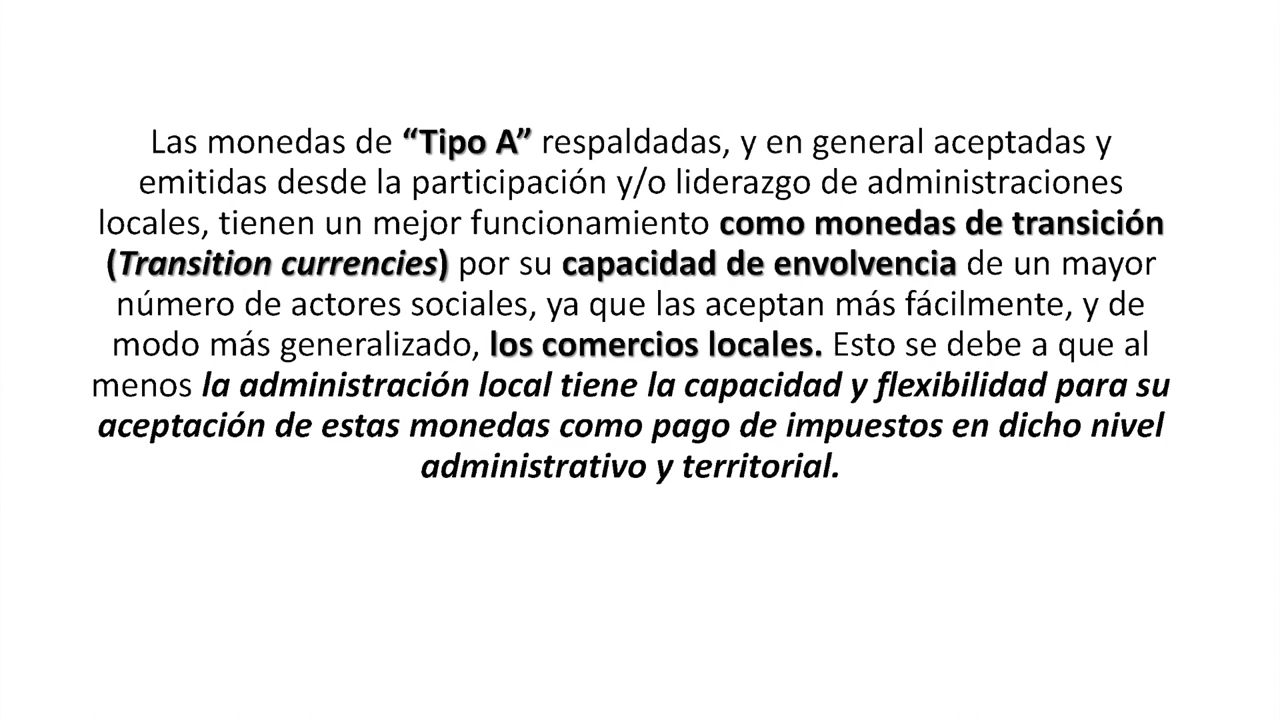 Las monedas de “Tipo A” respaldadas, y en general aceptadas y
emitidas desde la participación y/o liderazgo de administraciones
locales, tienen un mejor funcionamiento como monedas de transición
(Transition currencies) por su capacidad de envolvencia de un mayor
número de actores sociales, ya que las aceptan más fácilmente, y de
modo más generalizado, los comercios locales. Esto se debe a que al
menos la administración local tiene la capacidad y flexibilidad para su
aceptación de estas monedas como pago de impuestos en dicho nivel
administrativo y territorial.